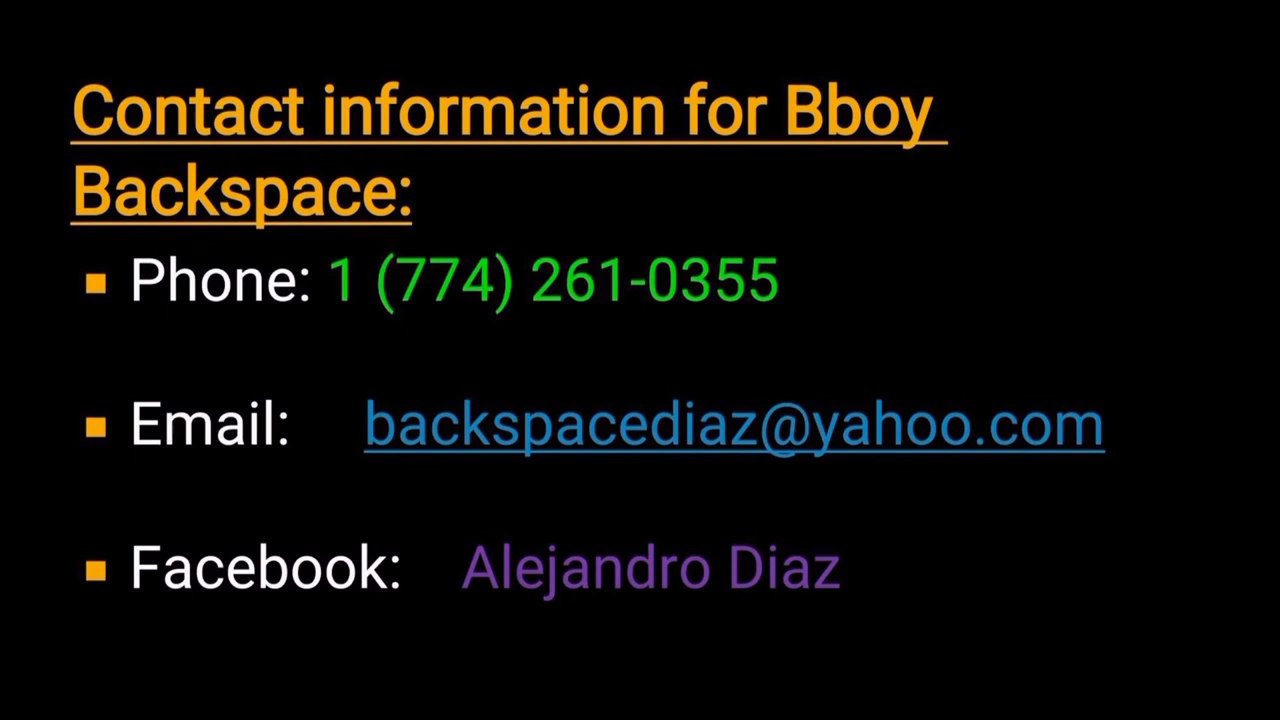 Contact information for Bboy
Backspace:
Phone: 1 (774) 261-0355
Email: backspacediaz@yahoo.com
Facebook: Alejandro Diaz